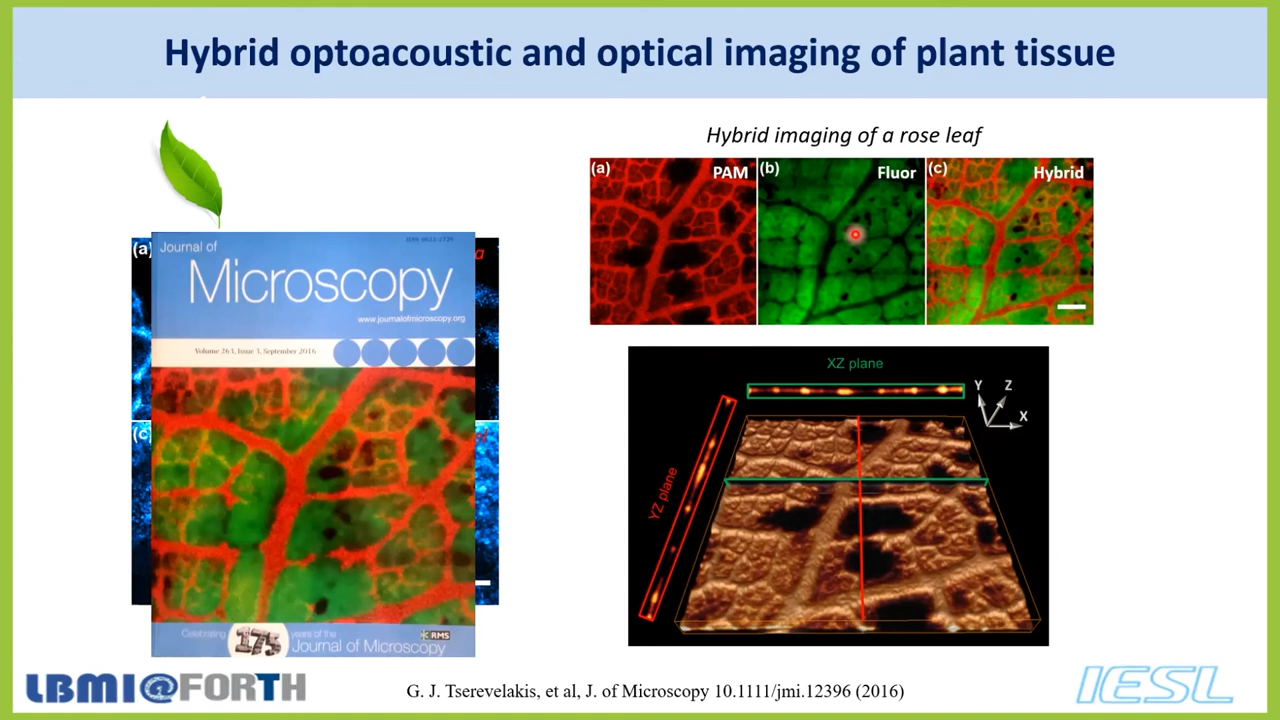 Hybrid optoacoustic and optical imaging of plant tissue
Hybrid imaging of a rose leaf
(a) PAM (b) Fluor (c) Hybrid
(a)
Journal of
Microscopy
www.journalofmicroscopy.org
Volume 263, Issue 3, September 2016
(c)
Celebrating 175 years of the
Journal of Microscopy
RMS
XZ plane
YZ plane
Y Z X
LBMI@FORTH
G. J. Tserevelakis, et al, J. of Microscopy 10.1111/jmi.12396 (2016)
IESL